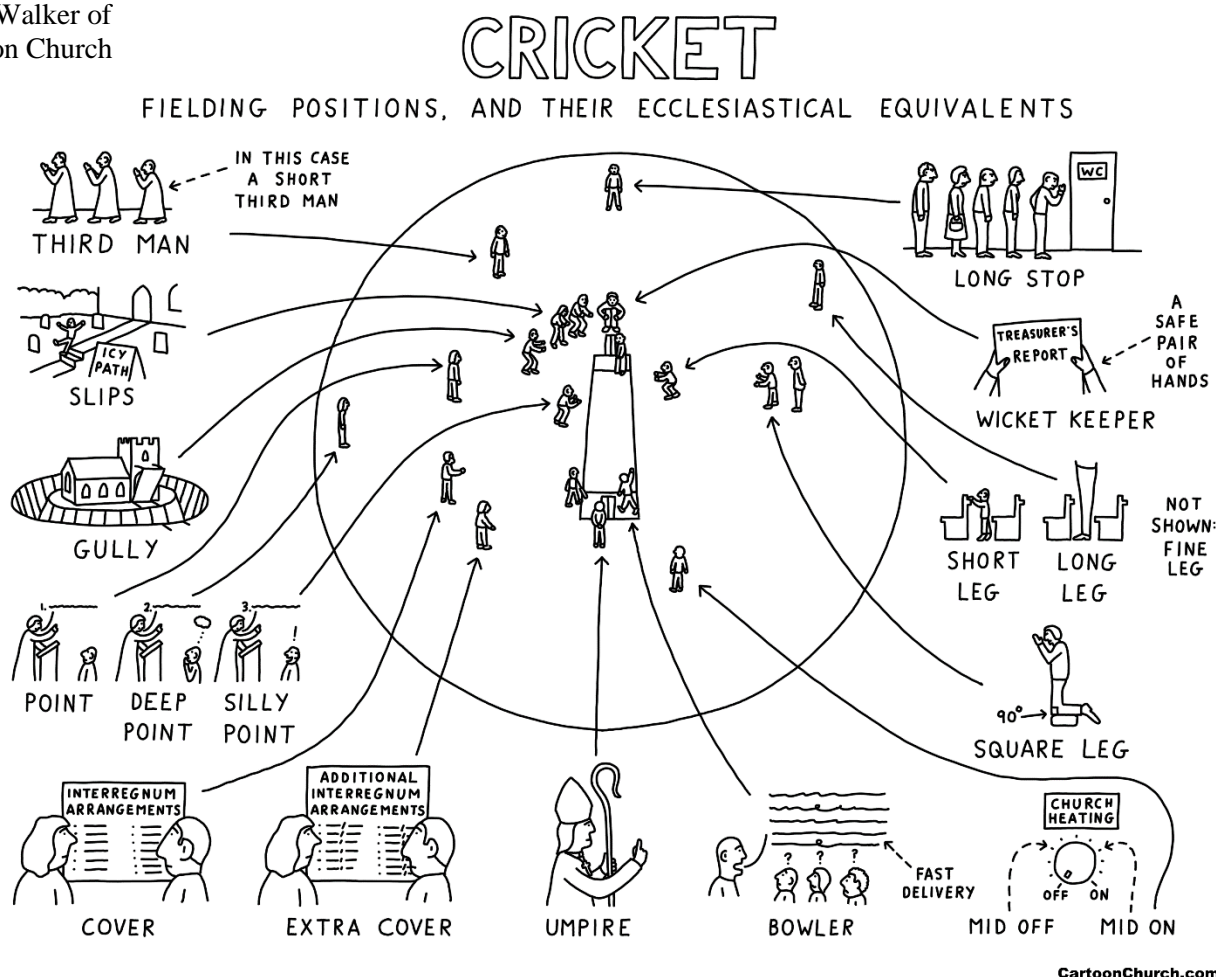 Walker of
on Church
CRICKET
FIELDING POSITIONS, AND THEIR ECCLESIASTICAL EQUIVALENTS
IN THIS CASE
A SHORT
THIRD MAN
THIRD MAN
WC
LONG STOP
ICY
PATH
SLIPS
TREASURER'S
REPORT
A
SAFE
PAIR
OF
HANDS
WICKET KEEPER
GULLY
SHORT
LEG
LONG
LEG
NOT
SHOWN:
FINE
LEG
1.
2.
3.
!
POINT
DEEP
POINT
SILLY
POINT
90°
SQUARE LEG
INTERREGNUM
ARRANGEMENTS
COVER
ADDITIONAL
INTERREGNUM
ARRANGEMENTS
EXTRA COVER
UMPIRE
? ? ?
FAST
DELIVERY
BOWLER
CHURCH
HEATING
OFF ON
MID OFF MID ON
CartoonChurch.com